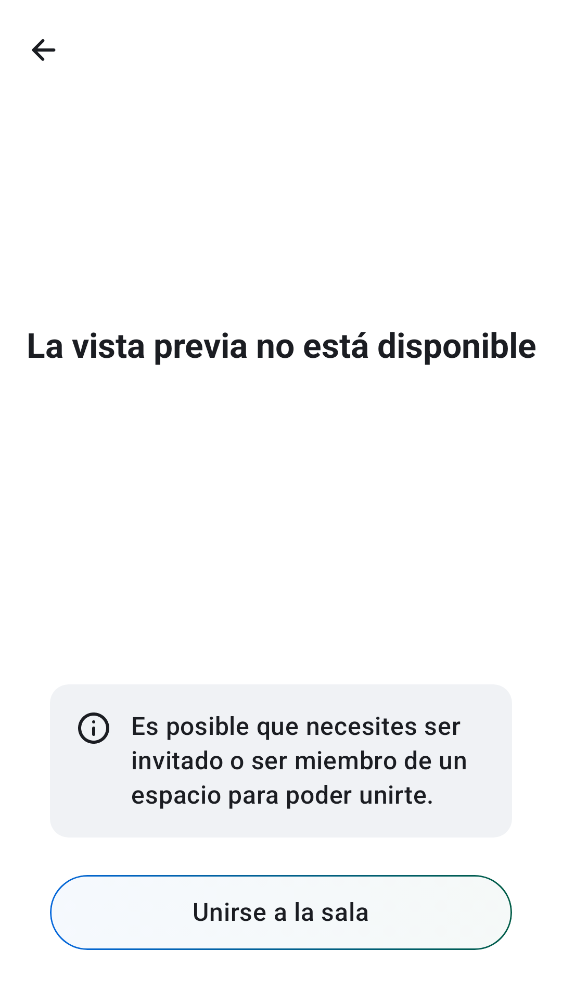 La vista previa no está disponible
Es posible que necesites ser
invitado o ser miembro de un
espacio para poder unirte.
Unirse a la sala